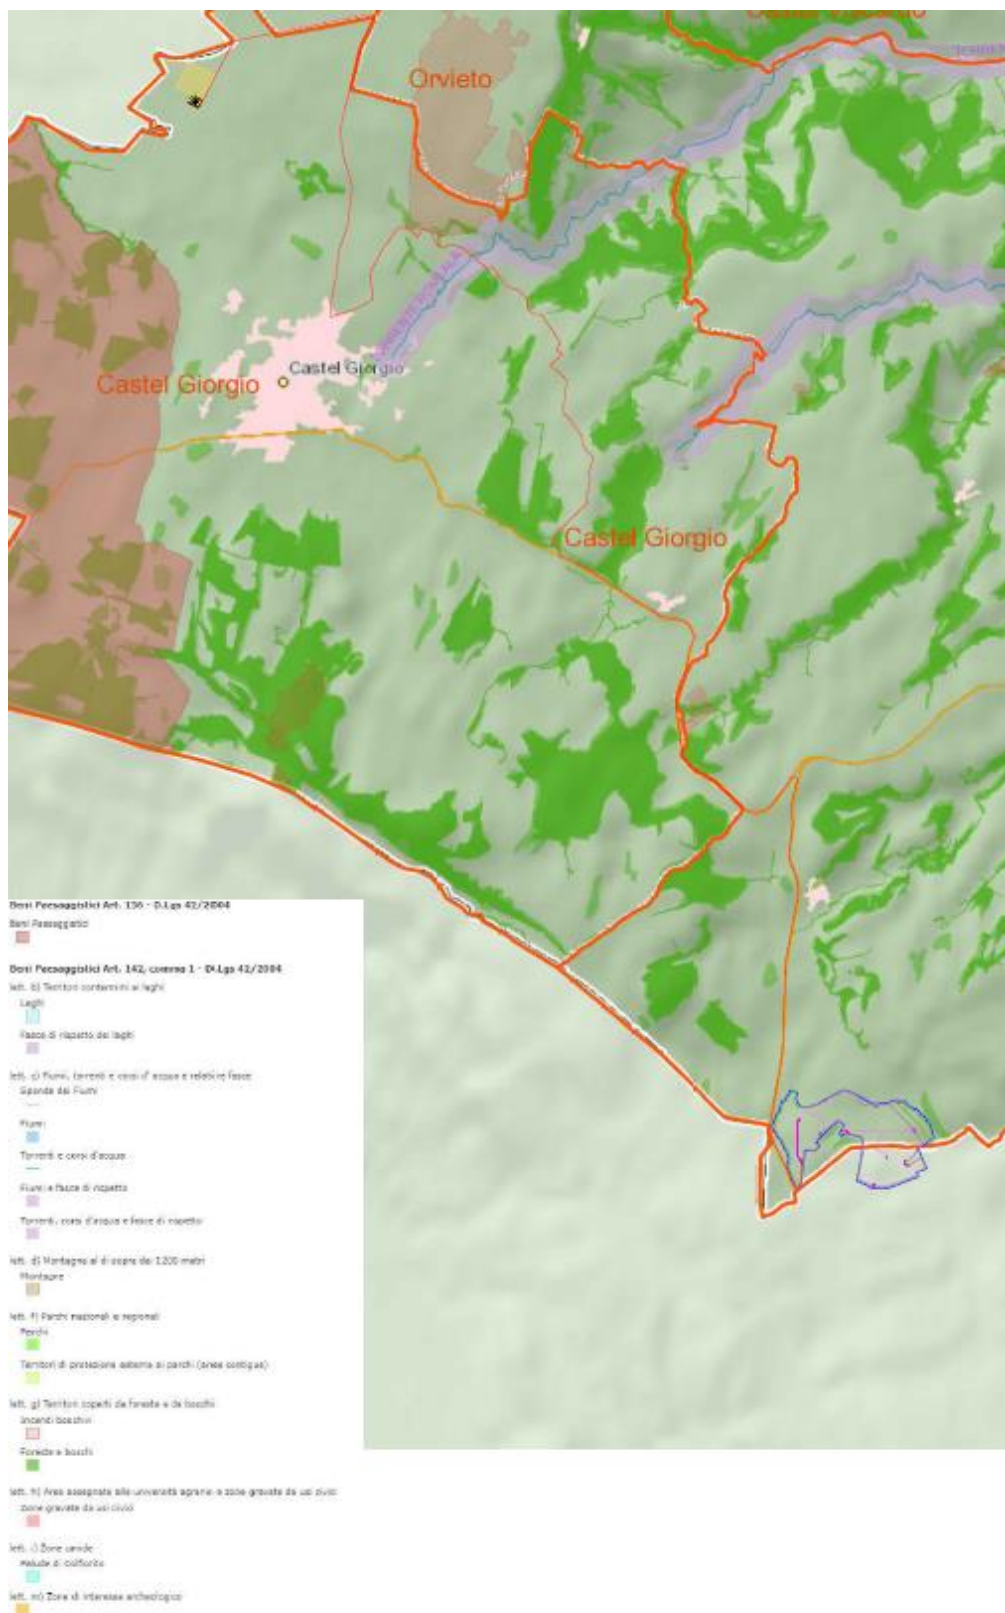 Orvieto
Castel Giorgio
Castel Giorgio
Castel Giorgio
Beni Paesaggistici Art. 136 - D.Lgs 42/2004
Beni Paesaggistici
Beni Paesaggistici Art. 142, comma 1 - D.Lgs 42/2004
lett. b) Territori contermini ai laghi
Laghi
Fasce di rispetto dei laghi
lett. c) Fiumi, torrenti e corsi d'acqua e relative fasce
Sponde dei Fiumi
Fiumi
Torrenti e corsi d'acqua
Fiumi e fasce di rispetto
Torrenti, corsi d'acqua e fasce di rispetto
lett. d) Montagne al di sopra dei 1200 metri
Montagne
lett. f) Parchi nazionali e regionali
Parchi
Territori di protezione esterna ai parchi (aree contigue)
lett. g) Territori coperti da foreste e da boschi
Incendi boschivi
Foreste e boschi
lett. h) Aree assegnate alle università agrarie e zone gravate da usi civici
Zone gravate da usi civici
lett. i) Zone umide
Palude di Colfiorito
lett. m) Zone di interesse archeologico